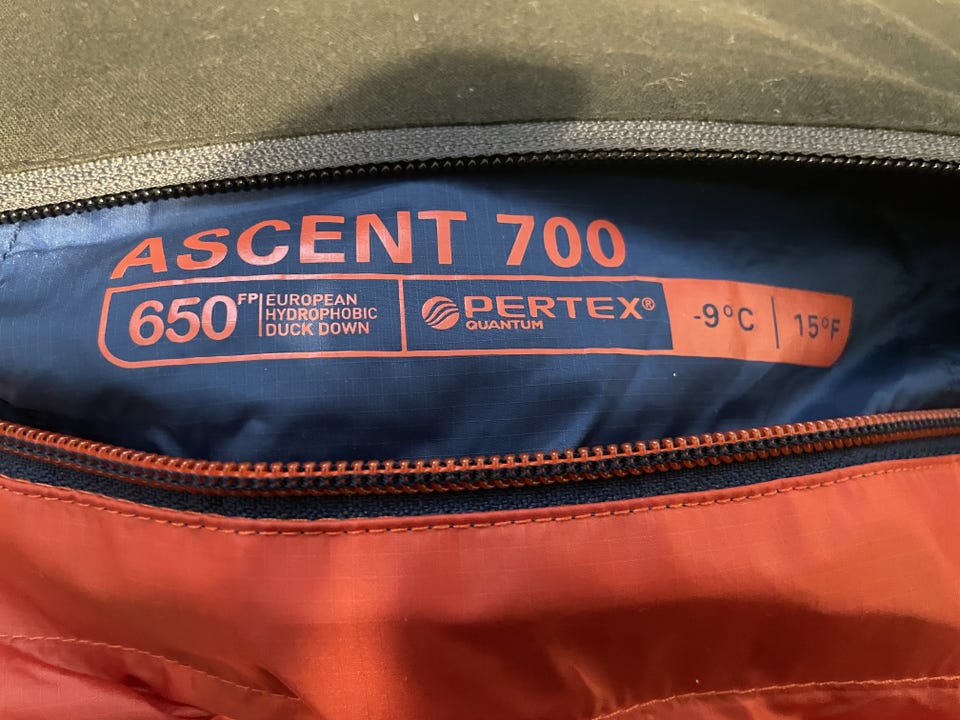 ASCENT 700
650FP
EUROPEAN
HYDROPHOBIC
DUCK DOWN
PERTEX®
QUANTUM
-9°C | 15°F